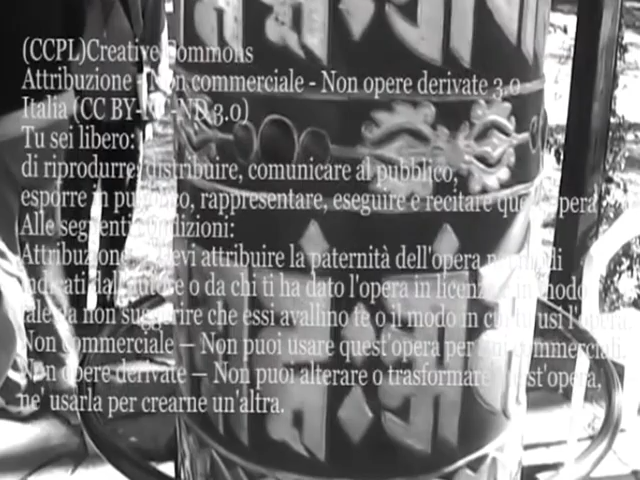 (CCPL)Creative Commons
Attribuzione - Non commerciale - Non opere derivate 3.0
Italia (CC BY-NC-ND 3.0)
Tu sei libero:
di riprodurre, distribuire, comunicare al pubblico,
esporre in pubblico, rappresentare, eseguire e recitare quest'opera
Alle seguenti condizioni:
Attribuzione devi attribuire la paternità dell'opera nei modi
indicati dall'autore o da chi ti ha dato l'opera in licenza in modo
tale da non suggerire che essi avallino te o il modo in cui tu usi l'opera.
Non commerciale — Non puoi usare quest'opera per fini commerciali.
Non opere derivate — Non puoi alterare o trasformare quest'opera,
ne' usarla per crearne un'altra.